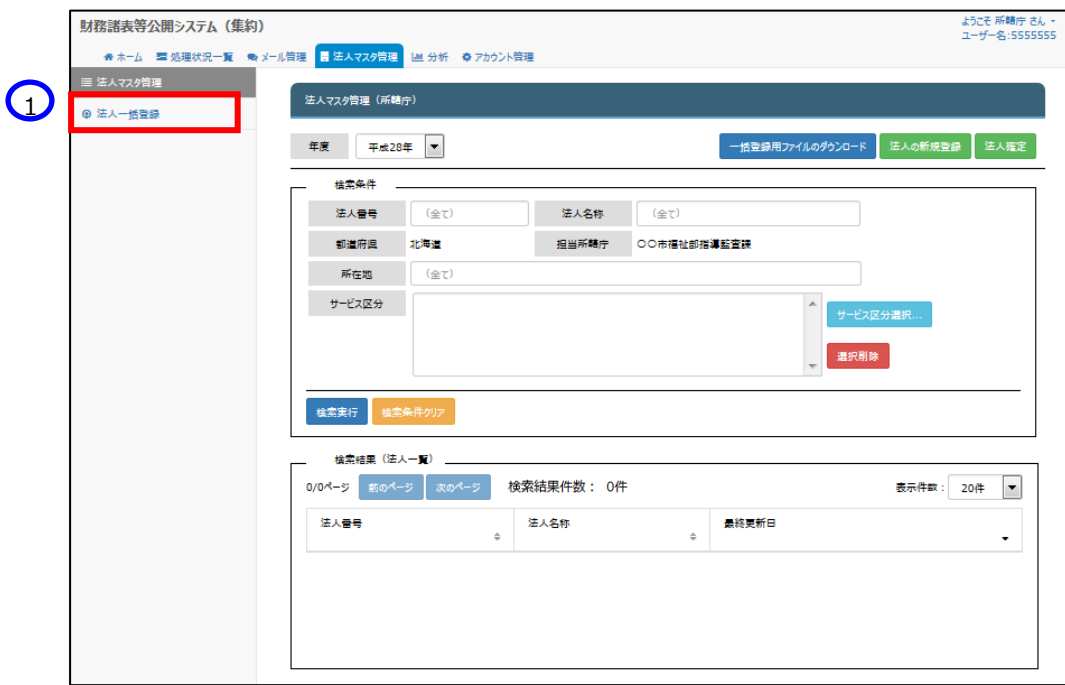 財務諸表等公開システム（集約）
ようこそ 所轄庁 さん
ユーザー名:5555555
ホーム 処理状況一覧 メール管理 法人マスタ管理 分析 アカウント管理
法人マスタ管理
1
法人一括登録
法人マスタ管理（所轄庁）
年度 平成28年 一括登録用ファイルのダウンロード 法人の新規登録 法人確定
検索条件
法人番号 （全て） 法人名称 （全て）
都道府県 北海道 担当所轄庁 〇〇市福祉部指導監査課
所在地 （全て）
サービス区分
サービス区分選択...
選択削除
検索実行 検索条件クリア
検索結果（法人一覧）
0/0ページ 前のページ 次のページ 検索結果件数： 0件 表示件数： 20件
法人番号 法人名称 最終更新日